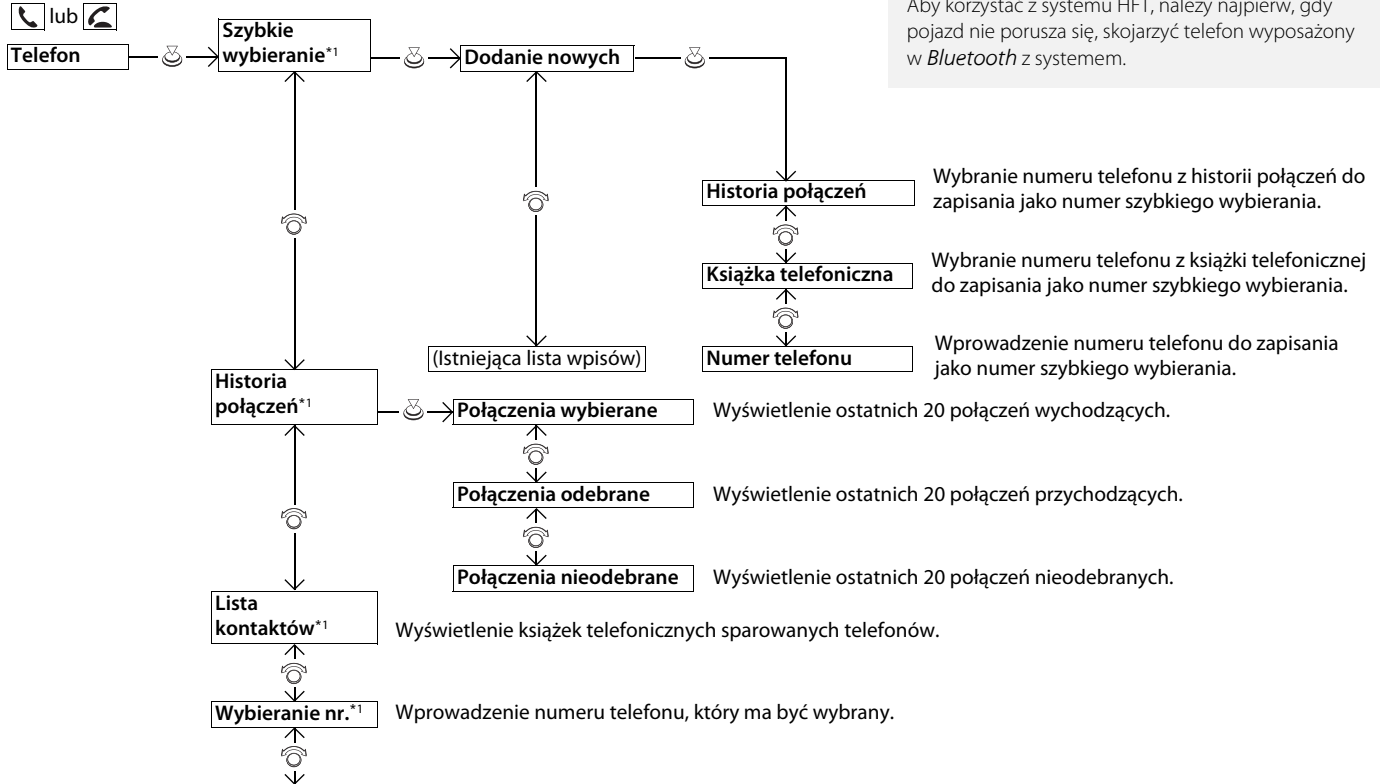 Aby korzystać z systemu HFT, należy najpierw, gdy
pojazd nie porusza się, skojarzyć telefon wyposażony
w Bluetooth z systemem.
lub
Telefon
Szybkie
wybieranie*1
Dodanie nowych
Historia połączeń
Wybranie numeru telefonu z historii połączeń do
zapisania jako numer szybkiego wybierania.
Książka telefoniczna
Wybranie numeru telefonu z książki telefonicznej
do zapisania jako numer szybkiego wybierania.
Numer telefonu
Wprowadzenie numeru telefonu do zapisania
jako numer szybkiego wybierania.
(Istniejąca lista wpisów)
Historia
połączeń*1
Połączenia wybierane
Wyświetlenie ostatnich 20 połączeń wychodzących.
Połączenia odebrane
Wyświetlenie ostatnich 20 połączeń przychodzących.
Połączenia nieodebrane
Wyświetlenie ostatnich 20 połączeń nieodebranych.
Lista
kontaktów*1
Wyświetlenie książek telefonicznych sparowanych telefonów.
Wybieranie nr.*1
Wprowadzenie numeru telefonu, który ma być wybrany.